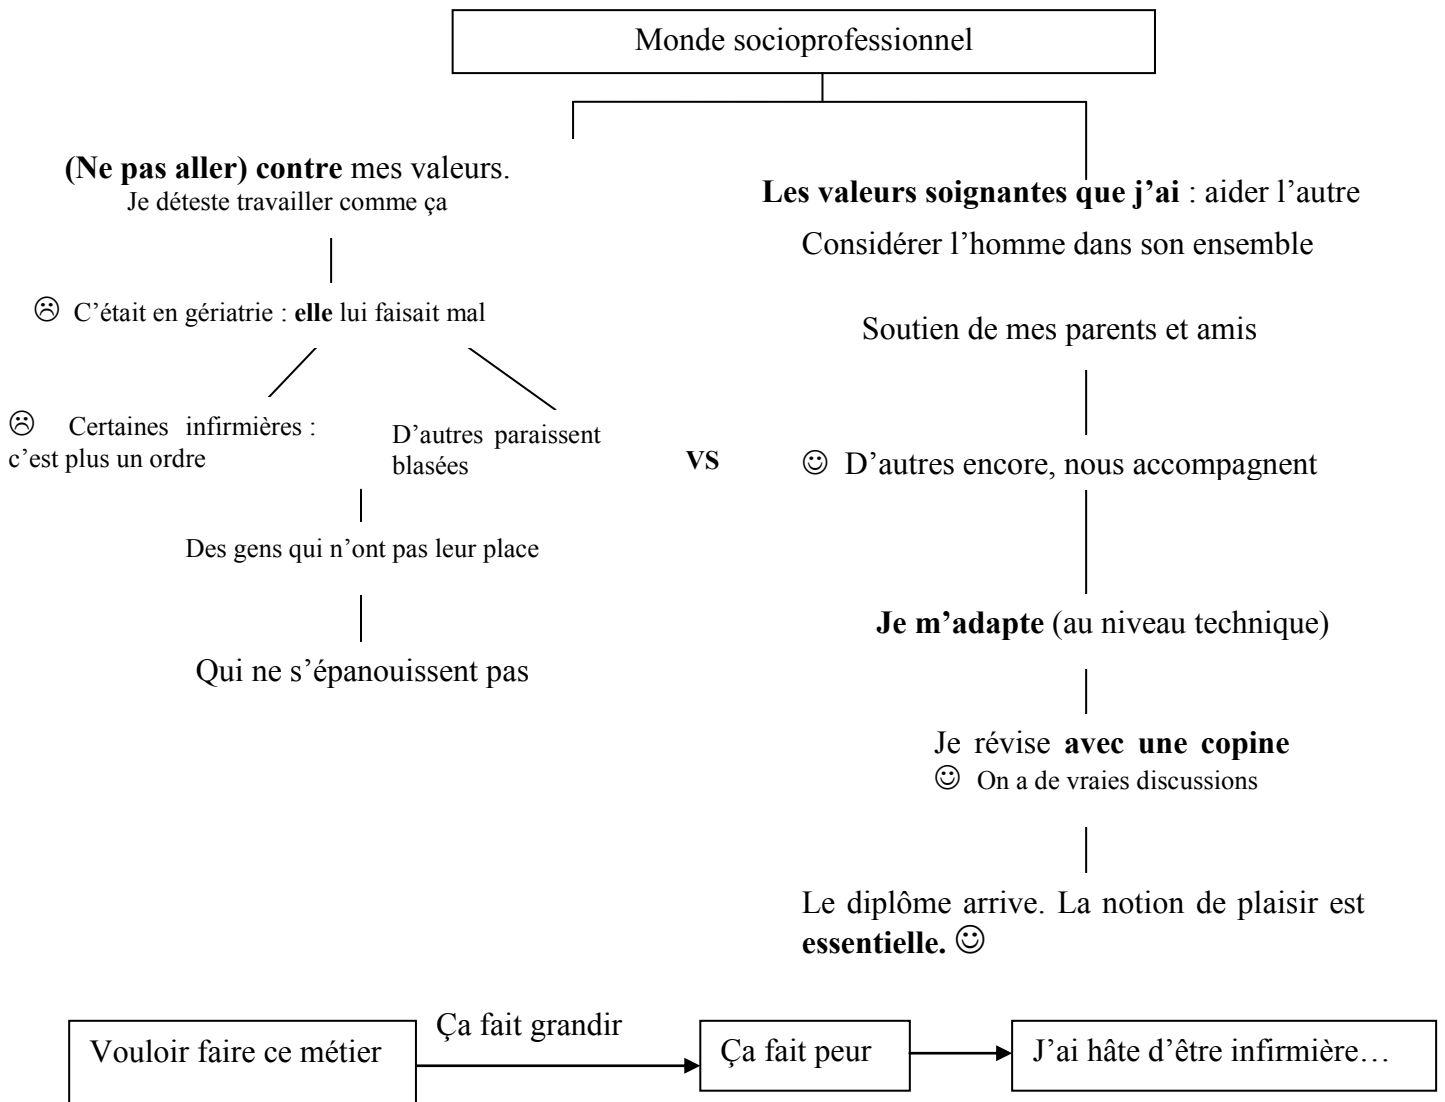 Monde socioprofessionnel
(Ne pas aller) contre mes valeurs.
Je déteste travailler comme ça
☹ C’était en gériatrie : elle lui faisait mal
☹ Certaines infirmières :
c’est plus un ordre
D’autres paraissent
blasées
Des gens qui n’ont pas leur place
Qui ne s’épanouissent pas
VS
Les valeurs soignantes que j’ai : aider l’autre
Considérer l’homme dans son ensemble
Soutien de mes parents et amis
☺ D’autres encore, nous accompagnent
Je m’adapte (au niveau technique)
Je révise avec une copine
☺ On a de vraies discussions
Le diplôme arrive. La notion de plaisir est
essentielle. ☺
Vouloir faire ce métier
Ça fait grandir
Ça fait peur
J’ai hâte d’être infirmière…